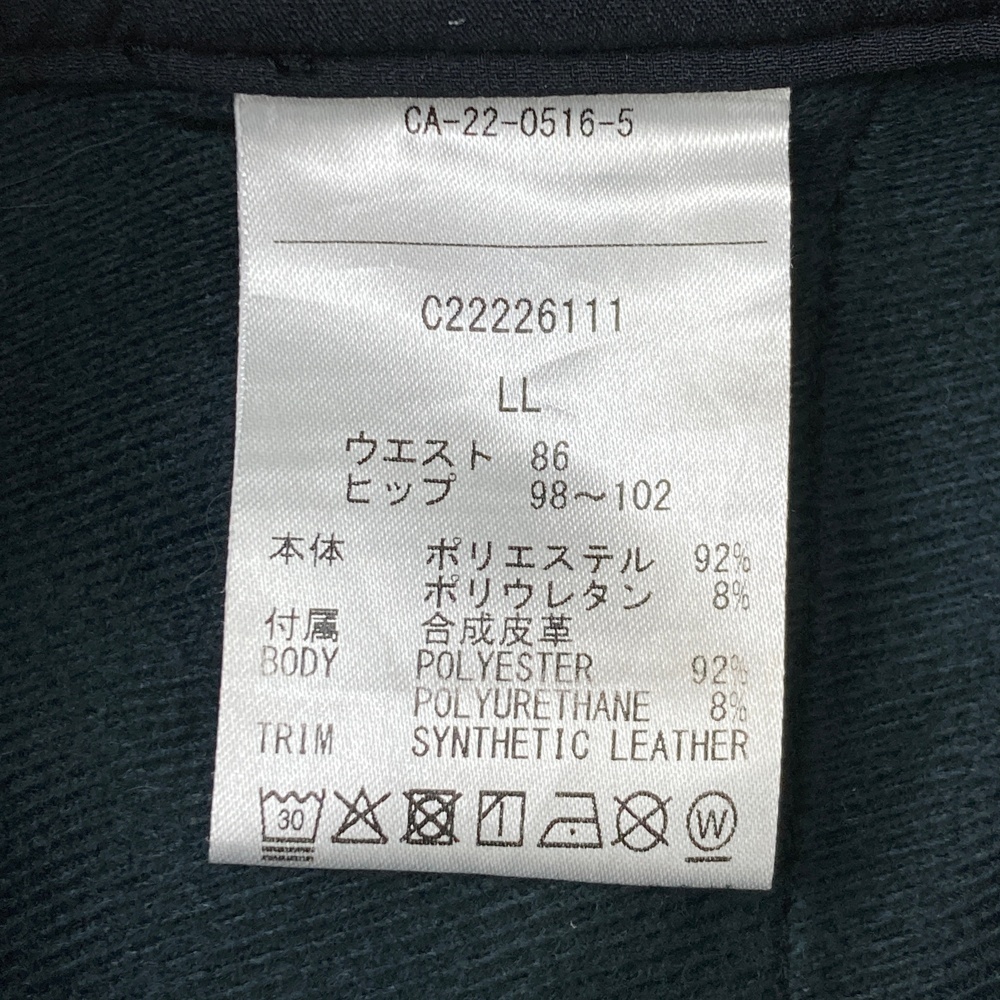 CA-22-0516-5
C22226111
LL
ウエスト 86
ヒップ 98～102
本体 ポリエステル 92%
ポリウレタン 8%
付属 合成皮革
BODY POLYESTER 92%
POLYURETHANE 8%
TRIM SYNTHETIC LEATHER
30 W